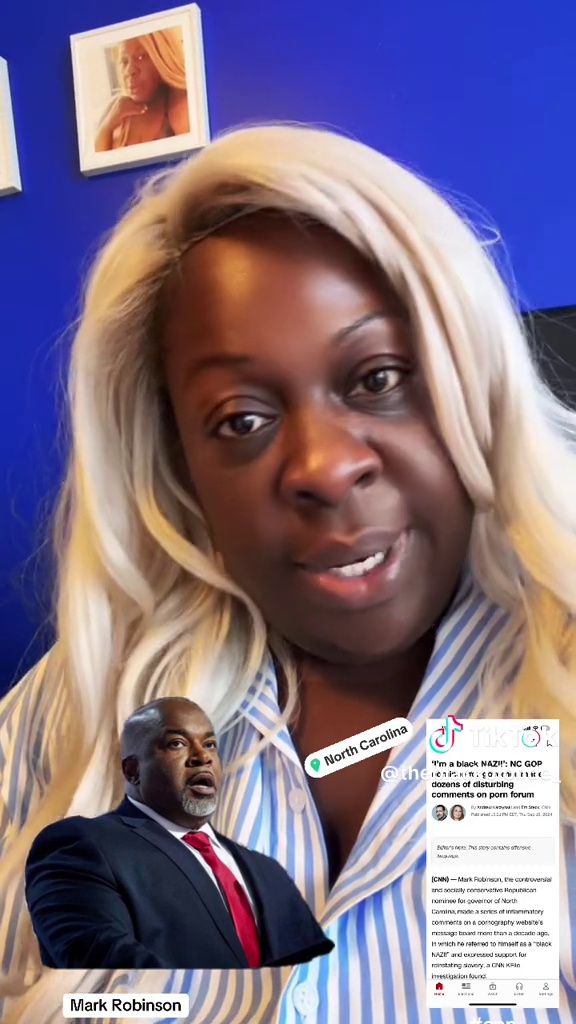 North Carolina
TikTok
'I'm a black NAZI!': NC GOP
dozens of disturbing
comments on porn forum
Editor's Note: This story contains offensive
language.
(CNN) — Mark Robinson, the controversial
and socially conservative Republican
nominee for governor of North
Carolina, made a series of inflammatory
comments on a pornography website's
message board more than a decade ago,
in which he referred to himself as a "black
NAZI!" and expressed support for
reinstating slavery, a CNN KFile
investigation found.
Mark Robinson